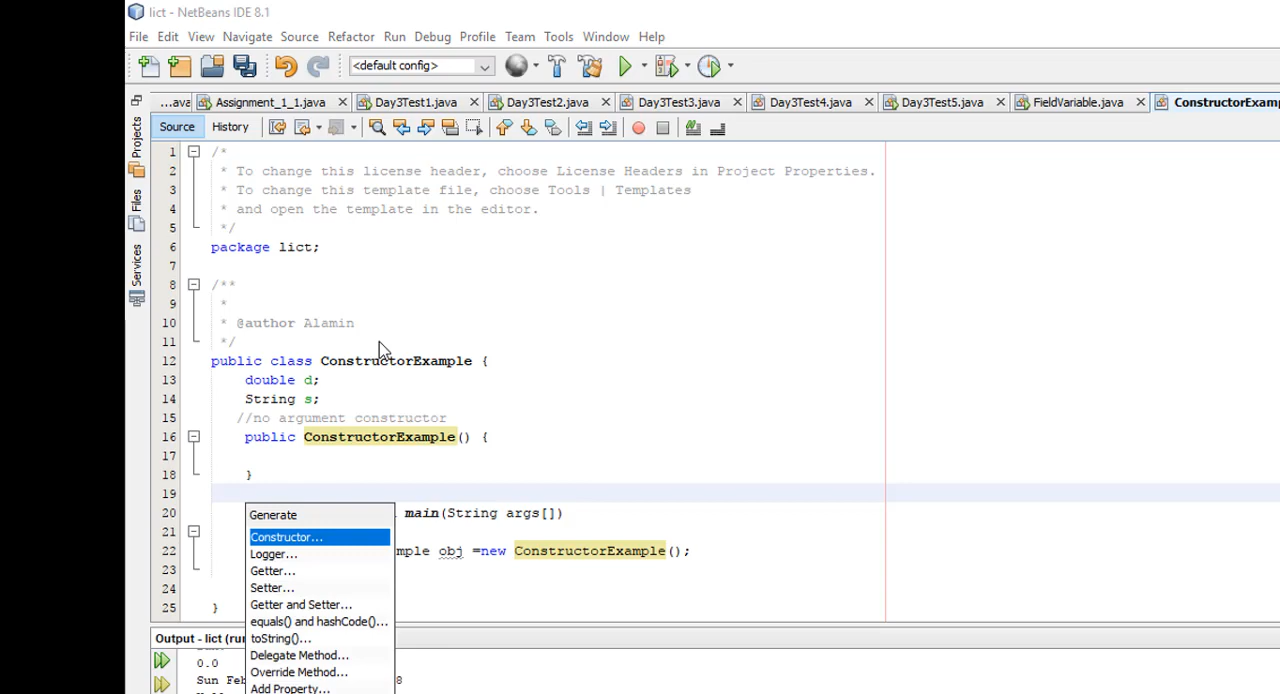 lict - NetBeans IDE 8.1
File Edit View Navigate Source Refactor Run Debug Profile Team Tools Window Help
<default config>
...ava Assignment_1_1.java Day3Test1.java Day3Test2.java Day3Test3.java Day3Test4.java Day3Test5.java FieldVariable.java ConstructorExamp
Source History
Projects
Files
Services
1 /*
2 * To change this license header, choose License Headers in Project Properties.
3 * To change this template file, choose Tools | Templates
4 * and open the template in the editor.
5 */
6 package lict;
7
8 /**
9 *
10 * @author Alamin
11 */
12 public class ConstructorExample {
13 double d;
14 String s;
15 //no argument constructor
16 public ConstructorExample() {
17
18 }
19
20 main(String args[])
21
22 mple obj =new ConstructorExample();
23
24
25 }
Generate
Constructor...
Logger...
Getter...
Setter...
Getter and Setter...
equals() and hashCode()...
toString()...
Delegate Method...
Override Method...
Add Property...
Output - lict (run
0.0
Sun Feb 8